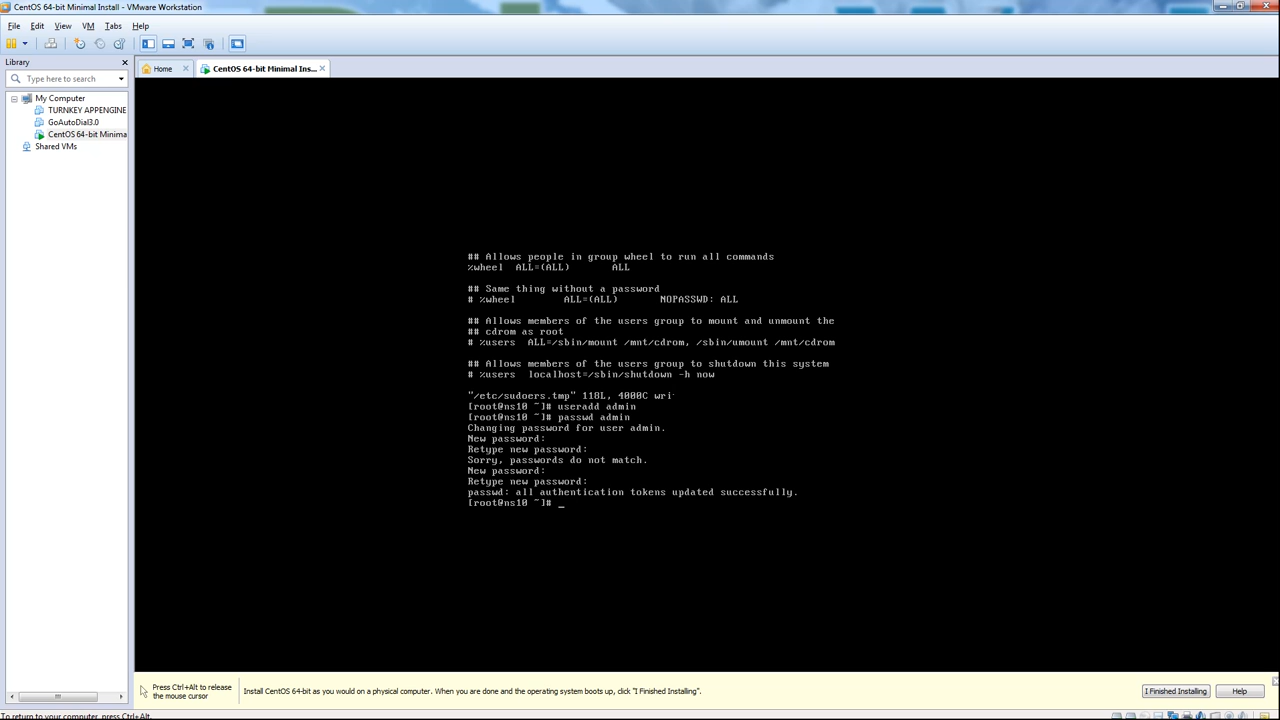 CentOS 64-bit Minimal Install - VMware Workstation
File Edit View VM Tabs Help
Library
Type here to search
My Computer
TURNKEY APPENGINE
GoAutoDial3.0
CentOS 64-bit Minima
Shared VMs
Home
CentOS 64-bit Minimal Ins...
## Allows people in group wheel to run all commands
%wheel ALL=(ALL) ALL
## Same thing without a password
# %wheel ALL=(ALL) NOPASSWD: ALL
## Allows members of the users group to mount and unmount the
## cdrom as root
# %users ALL=/sbin/mount /mnt/cdrom, /sbin/umount /mnt/cdrom
## Allows members of the users group to shutdown this system
# %users localhost=/sbin/shutdown -h now
"/etc/sudoers.tmp" 118L, 4000C wri
[root@ns10 ~]# useradd admin
[root@ns10 ~]# passwd admin
Changing password for user admin.
New password:
Retype new password:
Sorry, passwords do not match.
New password:
Retype new password:
passwd: all authentication tokens updated successfully.
[root@ns10 ~]# _
Press Ctrl+Alt to release
the mouse cursor
Install CentOS 64-bit as you would on a physical computer. When you are done and the operating system boots up, click "I Finished Installing".
I Finished Installing
Help
To return to your computer, press Ctrl+Alt.